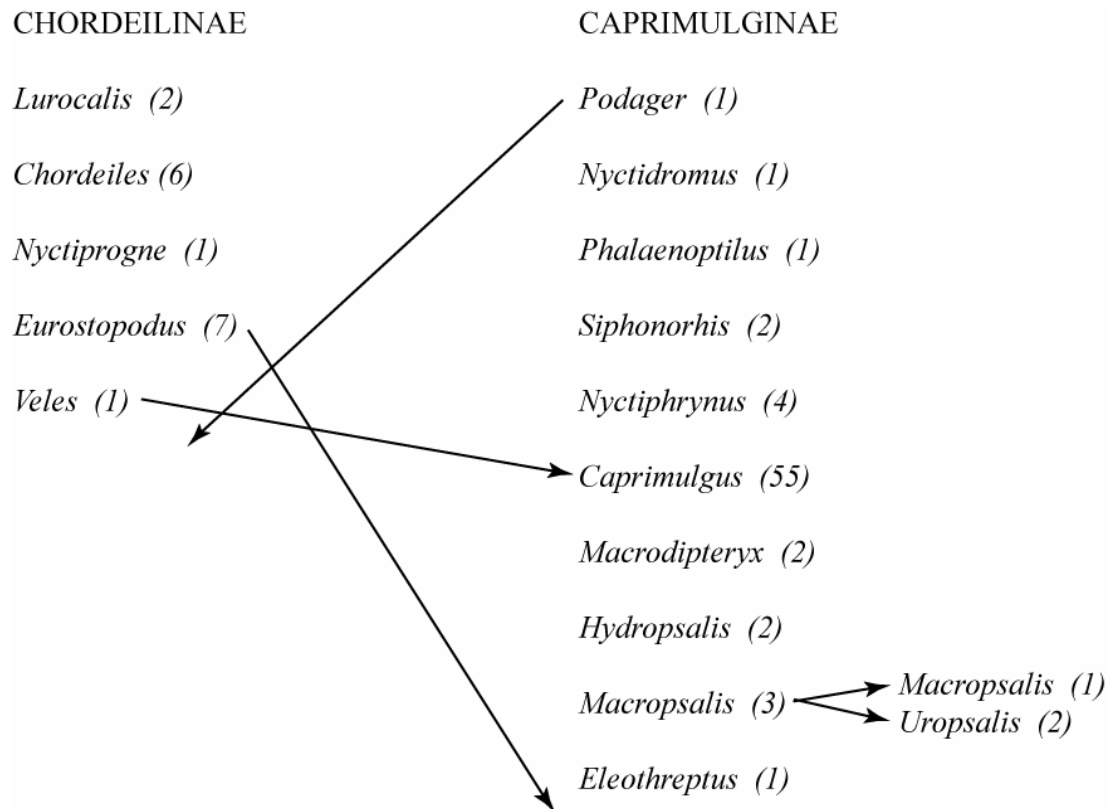 CHORDEILINAE
Lurocalis (2)
Chordeiles (6)
Nyctiprogne (1)
Eurostopodus (7)
Veles (1)
CAPRIMULGINAE
Podager (1)
Nyctidromus (1)
Phalaenoptilus (1)
Siphonorhis (2)
Nyctiphrynus (4)
Caprimulgus (55)
Macrodipteryx (2)
Hydropsalis (2)
Macropsalis (3)
Eleothreptus (1)
Macropsalis (1)
Uropsalis (2)